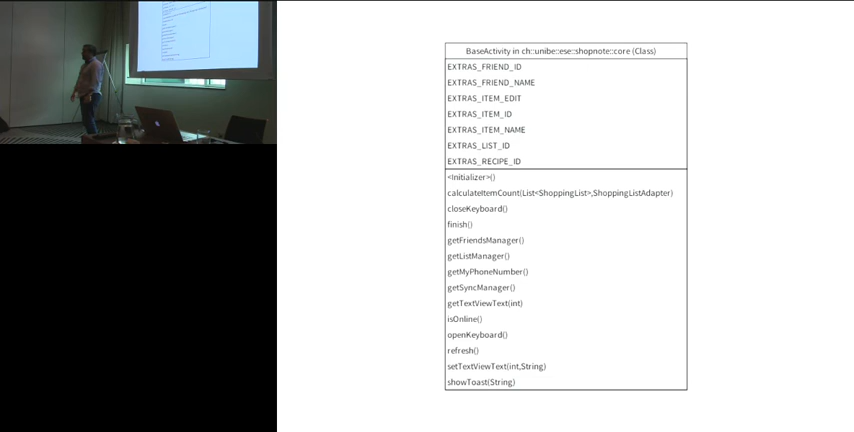 BaseActivity in ch::unibe::ese::shopnote::core (Class)
EXTRAS_FRIEND_ID
EXTRAS_FRIEND_NAME
EXTRAS_ITEM_EDIT
EXTRAS_ITEM_ID
EXTRAS_ITEM_NAME
EXTRAS_LIST_ID
EXTRAS_RECIPE_ID
<Initializer>()
calculateItemCount(List<ShoppingList>,ShoppingListAdapter)
closeKeyboard()
finish()
getFriendsManager()
getListManager()
getMyPhoneNumber()
getSyncManager()
getTextViewText(int)
isOnline()
openKeyboard()
refresh()
setTextViewText(int,String)
showToast(String)